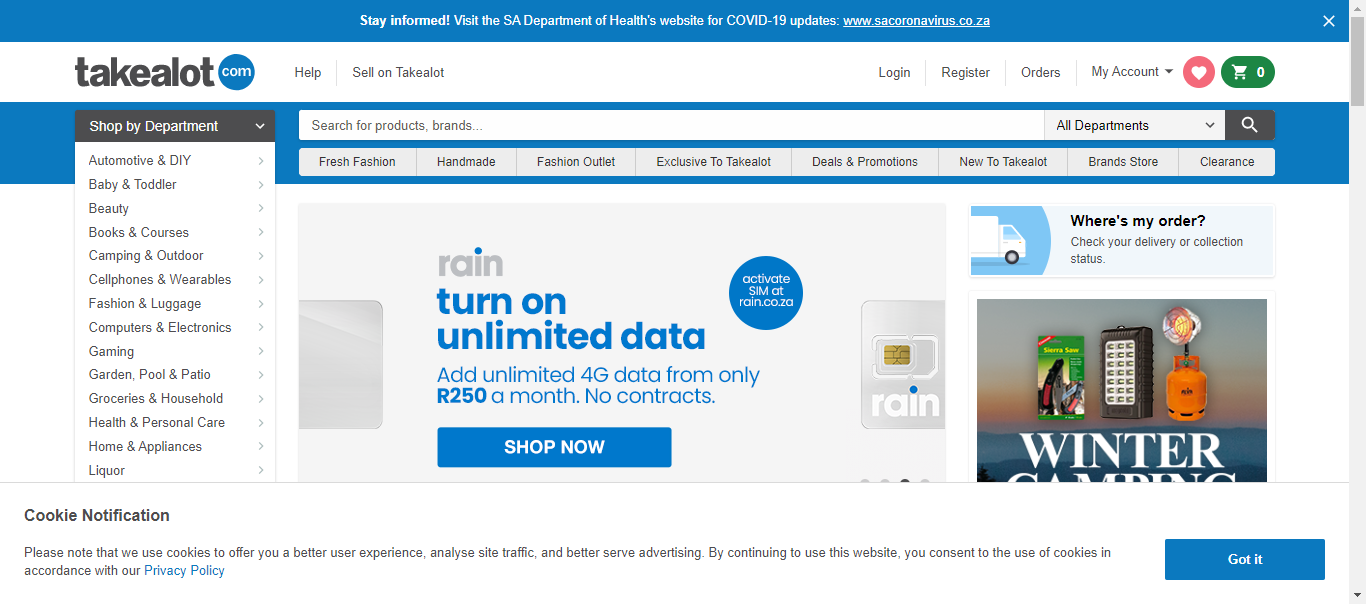 Stay informed! Visit the SA Department of Health's website for COVID-19 updates: www.sacoronavirus.co.za
takealot com
Help
Sell on Takealot
Login
Register
Orders
My Account
0
Shop by Department
Search for products, brands...
All Departments
Fresh Fashion
Handmade
Fashion Outlet
Exclusive To Takealot
Deals & Promotions
New To Takealot
Brands Store
Clearance
Automotive & DIY
Baby & Toddler
Beauty
Books & Courses
Camping & Outdoor
Cellphones & Wearables
Fashion & Luggage
Computers & Electronics
Gaming
Garden, Pool & Patio
Groceries & Household
Health & Personal Care
Home & Appliances
Liquor
rain
turn on
unlimited data
Add unlimited 4G data from only
R250 a month. No contracts.
SHOP NOW
activate
SIM at
rain.co.za
rain
Where's my order?
Check your delivery or collection
status.
Sierra Saw
WINTER
CAMPING
Cookie Notification
Please note that we use cookies to offer you a better user experience, analyse site traffic, and better serve advertising. By continuing to use this website, you consent to the use of cookies in
accordance with our Privacy Policy
Got it